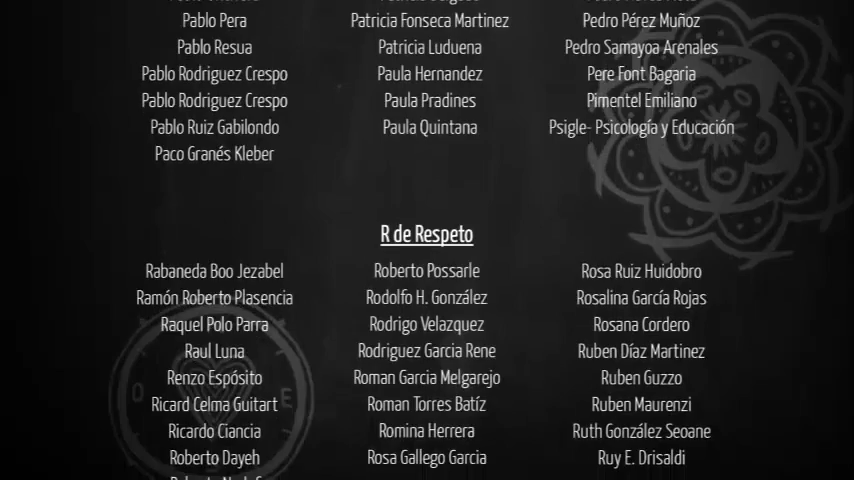 Pablo Pera
Patricia Fonseca Martinez
Pedro Pérez Muñoz
Pablo Resua
Patricia Luduena
Pedro Samayoa Arenales
Pablo Rodriguez Crespo
Paula Hernandez
Pere Font Bagaria
Pablo Rodriguez Crespo
Paula Pradines
Pimentel Emiliano
Pablo Ruiz Gabilondo
Paula Quintana
Psigle- Psicología y Educación
Paco Granés Kleber
R de Respeto
Rabaneda Boo Jezabel
Roberto Possarle
Rosa Ruiz Huidobro
Ramón Roberto Plasencia
Rodolfo H. González
Rosalina García Rojas
Raquel Polo Parra
Rodrigo Velazquez
Rosana Cordero
Raul Luna
Rodriguez Garcia Rene
Ruben Díaz Martinez
Renzo Espósito
Roman Garcia Melgarejo
Ruben Guzzo
Ricard Celma Guitart
Roman Torres Batíz
Ruben Maurenzi
Ricardo Ciancia
Romina Herrera
Ruth González Seoane
Roberto Dayeh
Rosa Gallego Garcia
Ruy E. Drisaldi